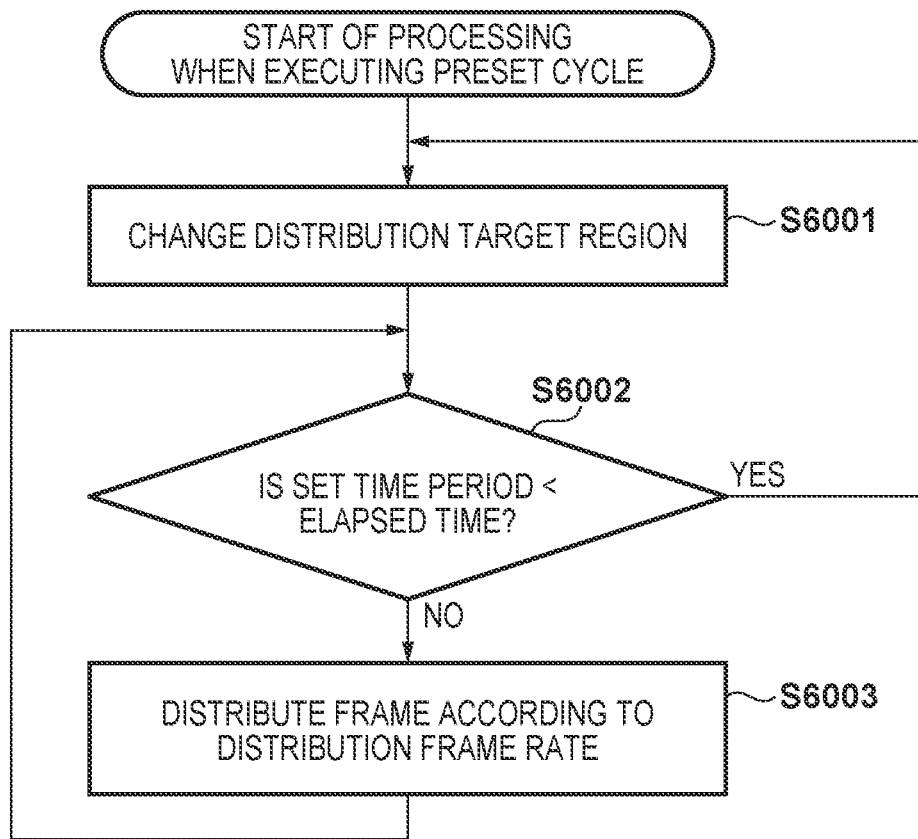 START OF PROCESSING
WHEN EXECUTING PRESET CYCLE
CHANGE DISTRIBUTION TARGET REGION
S6001
S6002
IS SET TIME PERIOD <
ELAPSED TIME?
YES
NO
DISTRIBUTE FRAME ACCORDING TO
DISTRIBUTION FRAME RATE
S6003